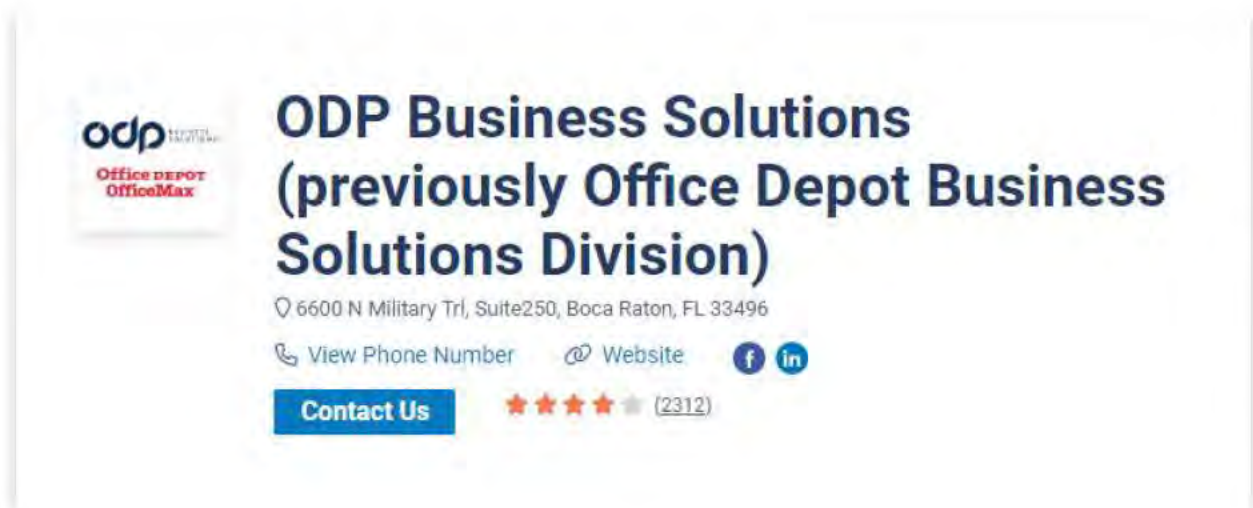 odp
Office DEPOT
OfficeMax
ODP Business Solutions
(previously Office Depot Business
Solutions Division)
6600 N Military Trl, Suite250, Boca Raton, FL 33496
View Phone Number Website
Contact Us (2312)